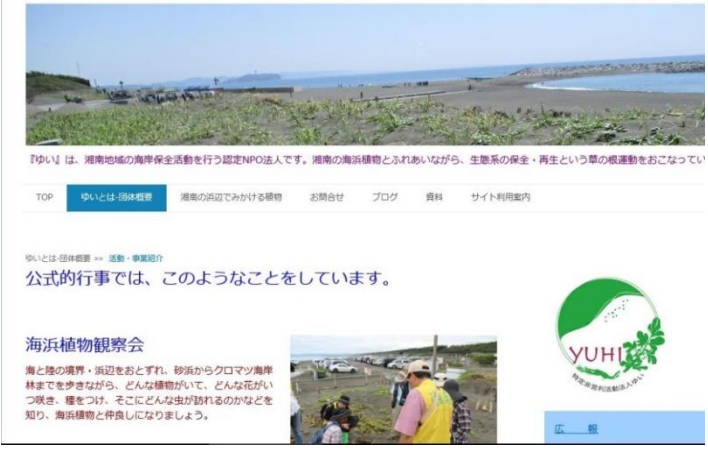 『ゆい』は、湘南地域の海岸保全活動を行う認定NPO法人です。湘南の海浜植物とふれあいながら、生態系の保全・再生という草の根運動をおこなってい
TOP ゆいとは-団体概要 湘南の浜辺でみかける植物 お問合せ ブログ 資料 サイト利用案内
ゆいとは-団体概要 >> 活動・事業紹介
公式的行事では、このようなことをしています。
海浜植物観察会
海と陸の境界・浜辺をおとずれ、砂浜からクロマツ海岸
林までを歩きながら、どんな植物がいて、どんな花がい
つ咲き、種をつけ、そこにどんな虫が訪れるのかなどを
知り、海浜植物と仲良しになりましょう。
YUHI
特定非営利活動法人ゆい
広 報